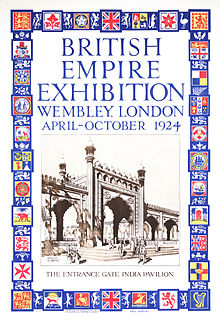 BRITISH
EMPIRE
EXHIBITION
WEMBLEY. LONDON
APRIL-OCTOBER 1924
THE ENTRANCE GATE, INDIA PAVILION